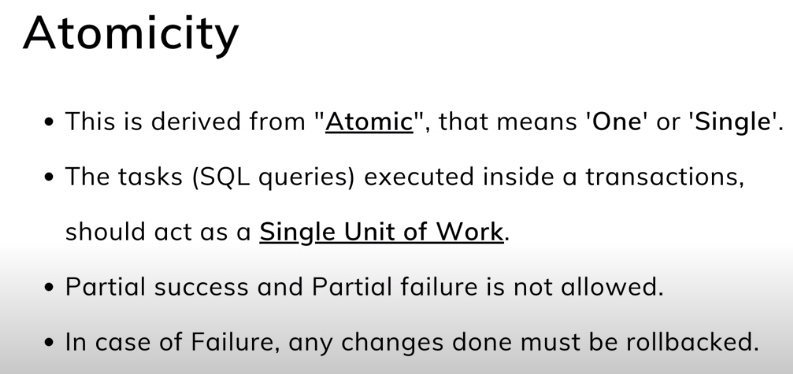 Atomicity
• This is derived from "Atomic", that means 'One' or 'Single'.
• The tasks (SQL queries) executed inside a transactions,
should act as a Single Unit of Work.
• Partial success and Partial failure is not allowed.
• In case of Failure, any changes done must be rollbacked.